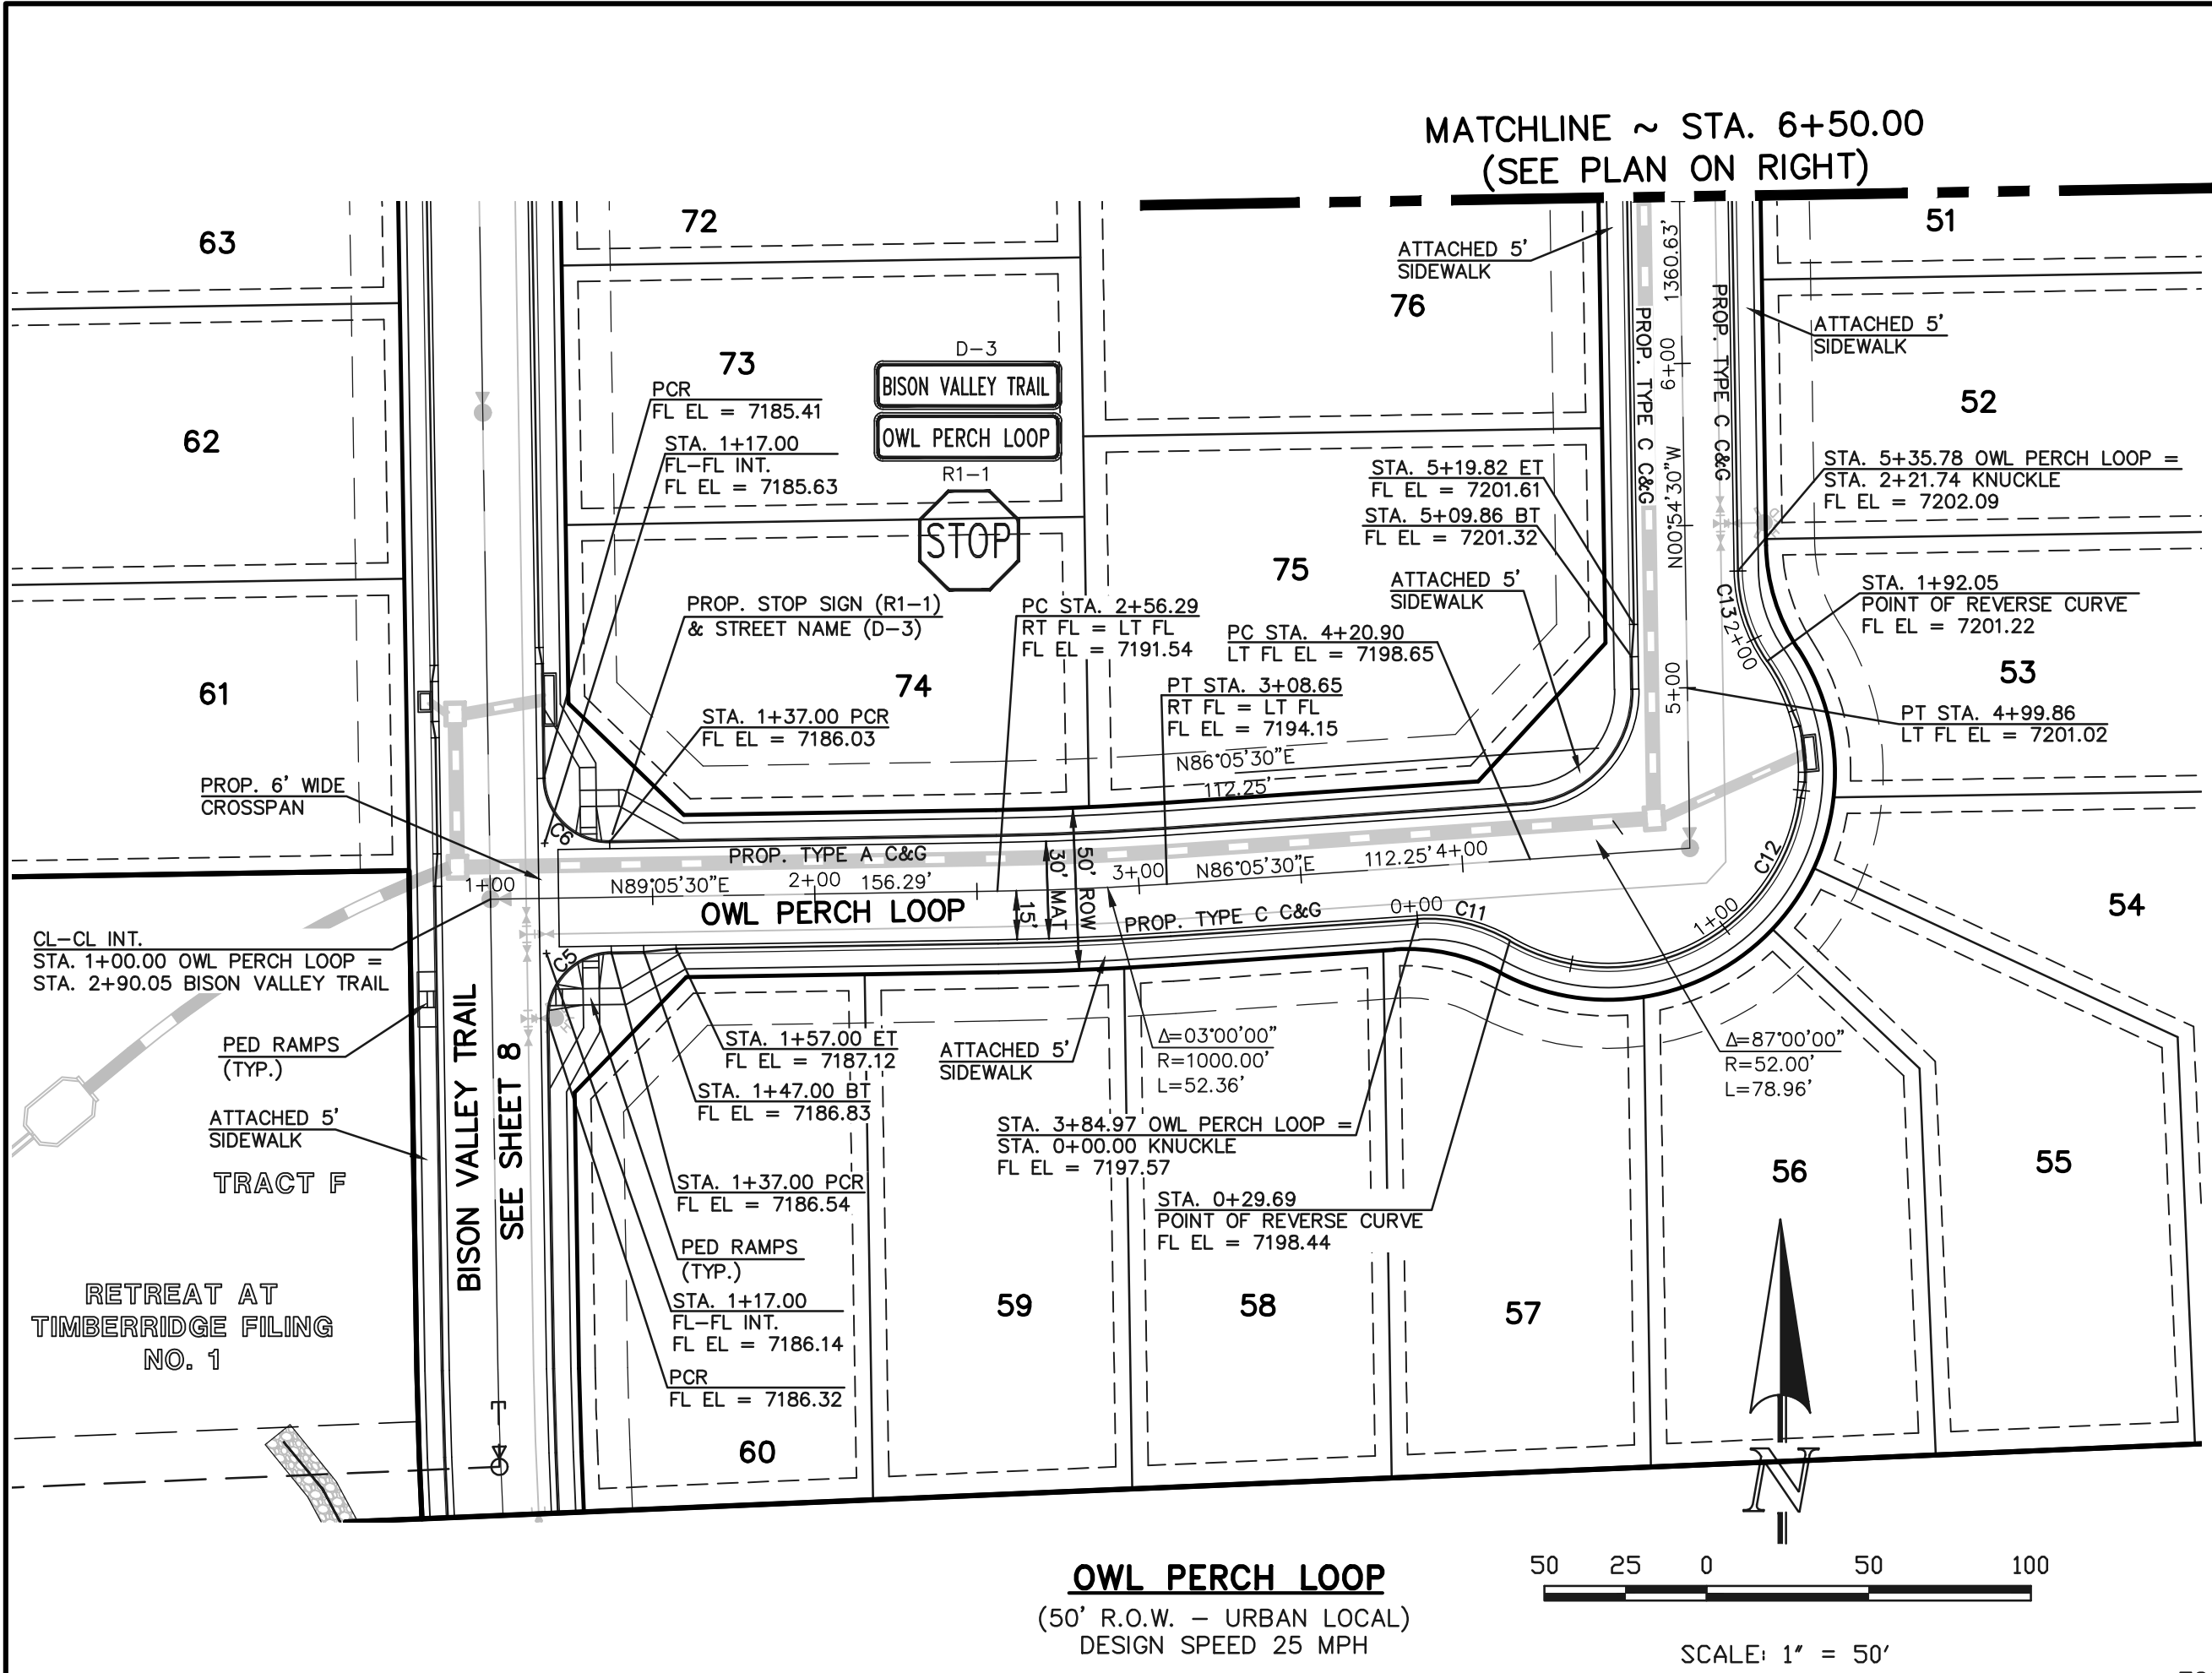 MATCHLINE ~ STA. 6+50.00
(SEE PLAN ON RIGHT)
63
72
51
ATTACHED 5'
SIDEWALK
1360.63'
76
PROP. TYPE C C&G
PROP. TYPE C C&G
6+00
N00°54'30"W
5+00
ATTACHED 5'
SIDEWALK
52
62
73
D-3
BISON VALLEY TRAIL
OWL PERCH LOOP
R1-1
STOP
PCR
FL EL = 7185.41
STA. 1+17.00
FL-FL INT.
FL EL = 7185.63
STA. 5+19.82 ET
FL EL = 7201.61
STA. 5+09.86 BT
FL EL = 7201.32
STA. 5+35.78 OWL PERCH LOOP =
STA. 2+21.74 KNUCKLE
FL EL = 7202.09
75
ATTACHED 5'
SIDEWALK
STA. 1+92.05
POINT OF REVERSE CURVE
FL EL = 7201.22
C13
2+00
53
61
PROP. STOP SIGN (R1-1)
& STREET NAME (D-3)
74
PC STA. 2+56.29
RT FL = LT FL
FL EL = 7191.54
PC STA. 4+20.90
LT FL EL = 7198.65
PT STA. 3+08.65
RT FL = LT FL
FL EL = 7194.15
STA. 1+37.00 PCR
FL EL = 7186.03
PT STA. 4+99.86
LT FL EL = 7201.02
N86°05'30"E
112.25'
PROP. 6' WIDE
CROSSPAN
C6
PROP. TYPE A C&G
1+00
N89°05'30"E
2+00
156.29'
OWL PERCH LOOP
15'
30' MAT
50' ROW
3+00
N86°05'30"E
112.25'
4+00
PROP. TYPE C C&G
0+00
C11
C12
1+00
54
CL-CL INT.
STA. 1+00.00 OWL PERCH LOOP =
STA. 2+90.05 BISON VALLEY TRAIL
C5
PED RAMPS
(TYP.)
ATTACHED 5'
SIDEWALK
TRACT F
BISON VALLEY TRAIL
SEE SHEET 8
STA. 1+57.00 ET
FL EL = 7187.12
STA. 1+47.00 BT
FL EL = 7186.83
ATTACHED 5'
SIDEWALK
Δ=03°00'00"
R=1000.00'
L=52.36'
Δ=87°00'00"
R=52.00'
L=78.96'
STA. 3+84.97 OWL PERCH LOOP =
STA. 0+00.00 KNUCKLE
FL EL = 7197.57
STA. 1+37.00 PCR
FL EL = 7186.54
STA. 0+29.69
POINT OF REVERSE CURVE
FL EL = 7198.44
56
55
PED RAMPS
(TYP.)
STA. 1+17.00
FL-FL INT.
FL EL = 7186.14
PCR
FL EL = 7186.32
RETREAT AT
TIMBERRIDGE FILING
NO. 1
59
58
57
60
N
OWL PERCH LOOP
(50' R.O.W. - URBAN LOCAL)
DESIGN SPEED 25 MPH
50 25 0 50 100
SCALE: 1" = 50'